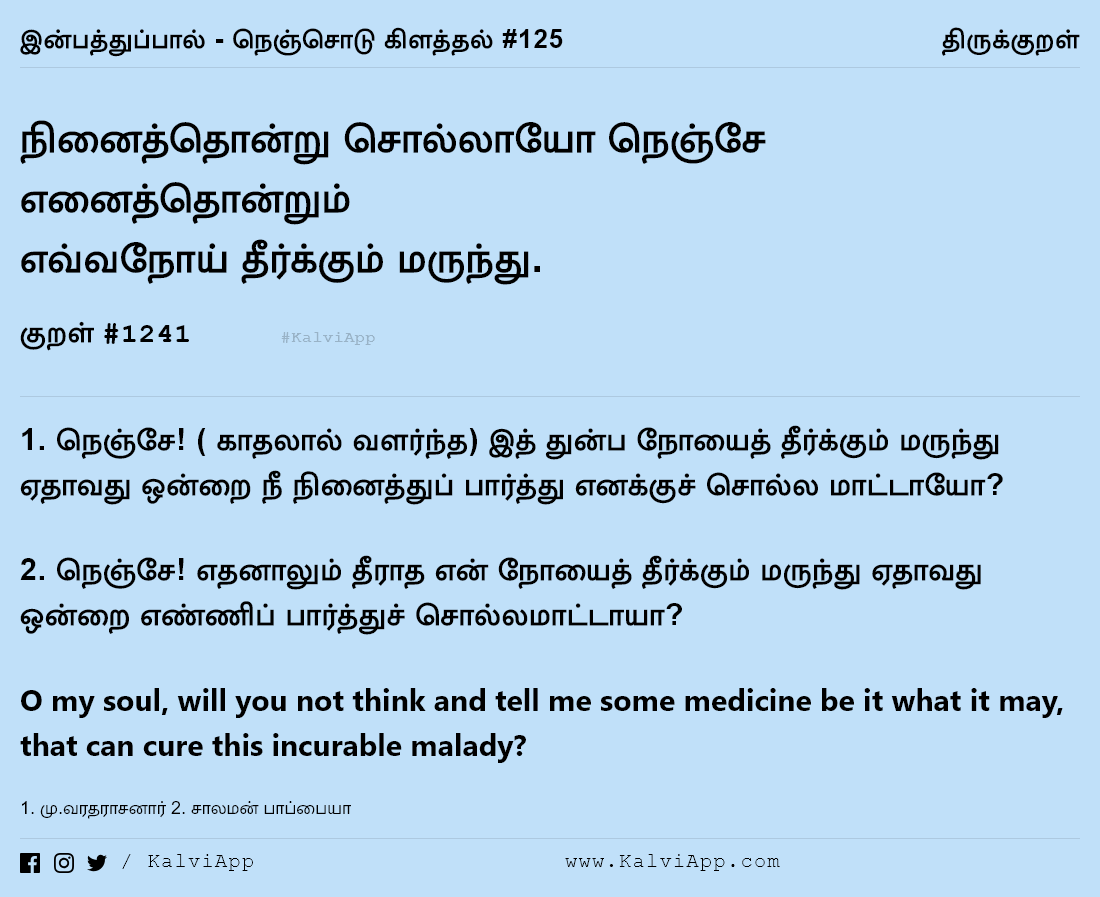 இன்பத்துப்பால் - நெஞ்சொடு கிளத்தல் #125
திருக்குறள்
நினைத்தொன்று சொல்லாயோ நெஞ்சே
எனைத்தொன்றும்
எவ்வநோய் தீர்க்கும் மருந்து.
குறள் #1241
#KalviApp
1. நெஞ்சே! ( காதலால் வளர்ந்த) இத் துன்ப நோயைத் தீர்க்கும் மருந்து
ஏதாவது ஒன்றை நீ நினைத்துப் பார்த்து எனக்குச் சொல்ல மாட்டாயோ?
2. நெஞ்சே! எதனாலும் தீராத என் நோயைத் தீர்க்கும் மருந்து ஏதாவது
ஒன்றை எண்ணிப் பார்த்துச் சொல்லமாட்டாயா?
O my soul, will you not think and tell me some medicine be it what it may,
that can cure this incurable malady?
1. மு.வரதராசனார் 2. சாலமன் பாப்பையா
/ KalviApp
www.KalviApp.com